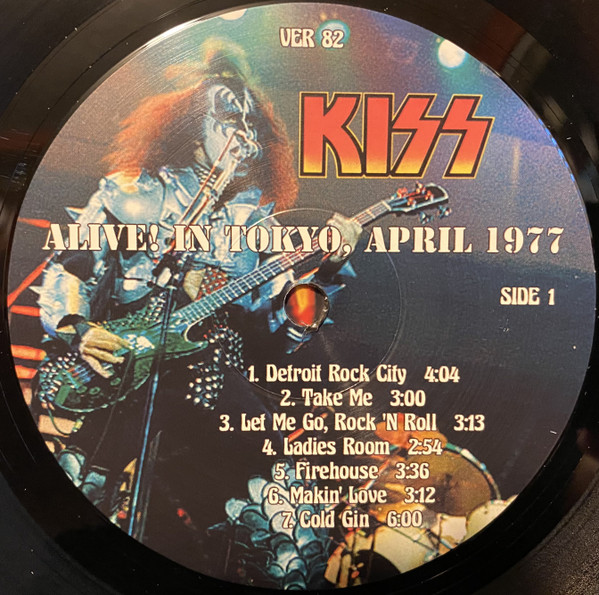 VER 82
KISS
ALIVE! IN TOKYO, APRIL 1977
SIDE 1
1. Detroit Rock City 4:04
2. Take Me 3:00
3. Let Me Go, Rock 'N Roll 3:13
4. Ladies Room 2:54
5. Firehouse 3:36
6. Makin' Love 3:12
7. Cold Gin 6:00